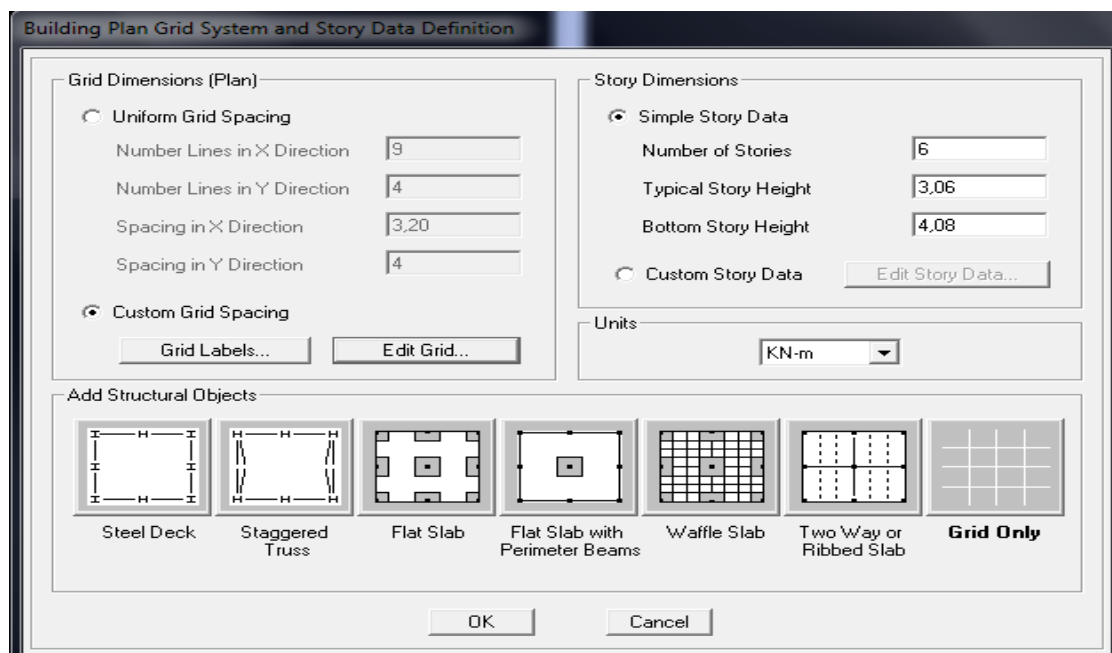 Building Plan Grid System and Story Data Definition
Grid Dimensions (Plan)
Uniform Grid Spacing
Number Lines in X Direction 9
Number Lines in Y Direction 4
Spacing in X Direction 3,20
Spacing in Y Direction 4
Custom Grid Spacing
Grid Labels... Edit Grid...
Story Dimensions
Simple Story Data
Number of Stories 6
Typical Story Height 3,06
Bottom Story Height 4,08
Custom Story Data Edit Story Data...
Units
KN-m
Add Structural Objects
Steel Deck
Staggered
Truss
Flat Slab
Flat Slab with
Perimeter Beams
Waffle Slab
Two Way or
Ribbed Slab
Grid Only
OK Cancel